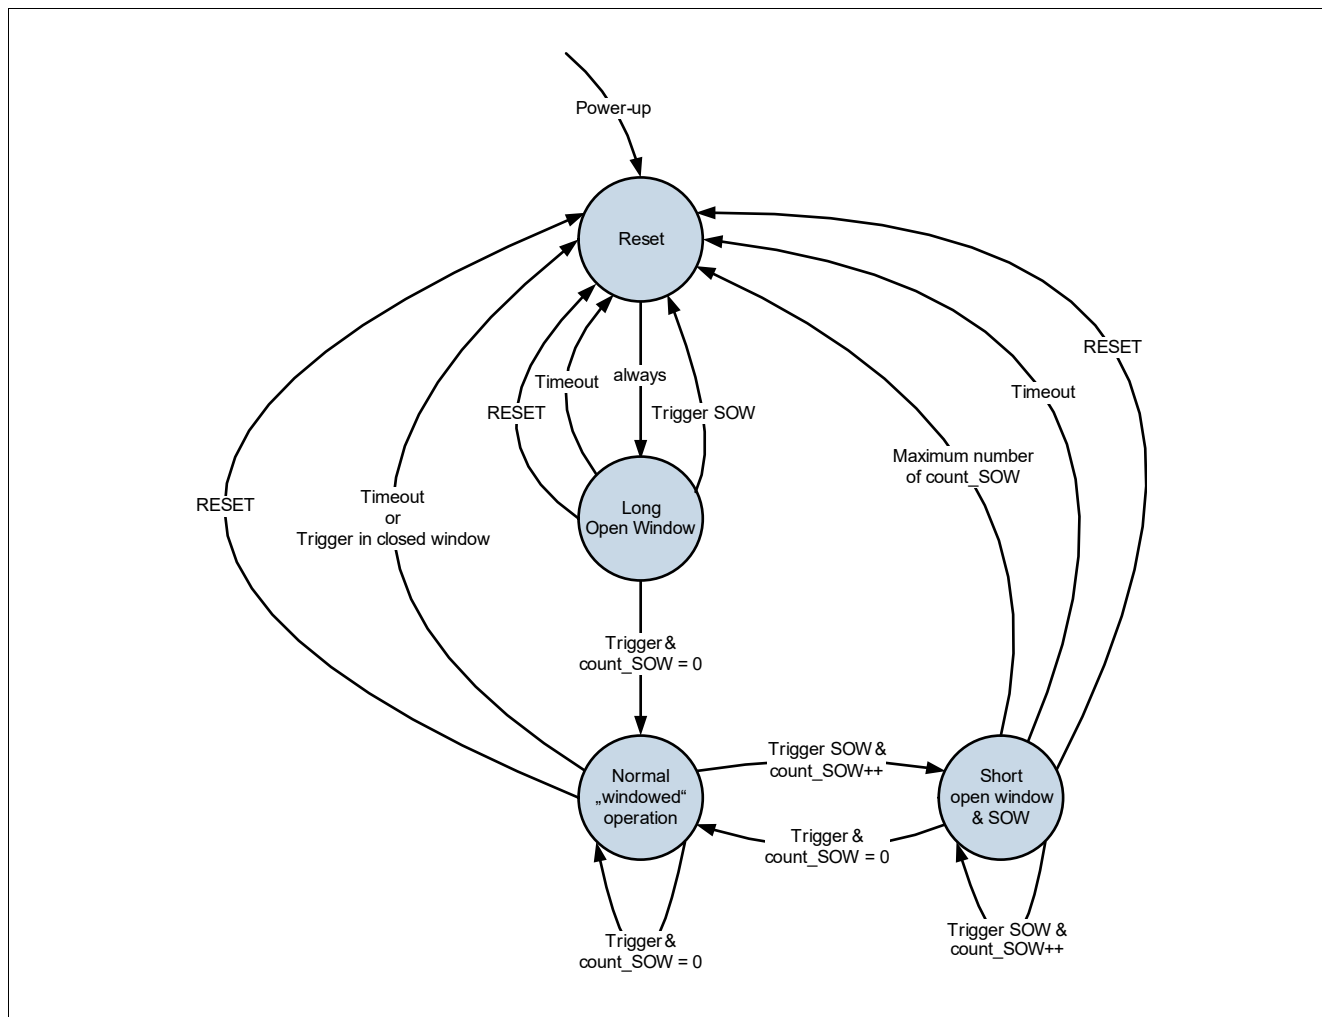 Power-up
Reset
RESET
Timeout
always
Timeout
RESET
Trigger SOW
Maximum number
of count_SOW
RESET
Timeout
or
Trigger in closed window
Long
Open Window
Trigger &
count_SOW = 0
Normal
„windowed“
operation
Trigger SOW &
count_SOW++
Short
open window
& SOW
Trigger &
count_SOW = 0
Trigger &
count_SOW = 0
Trigger SOW &
count_SOW++